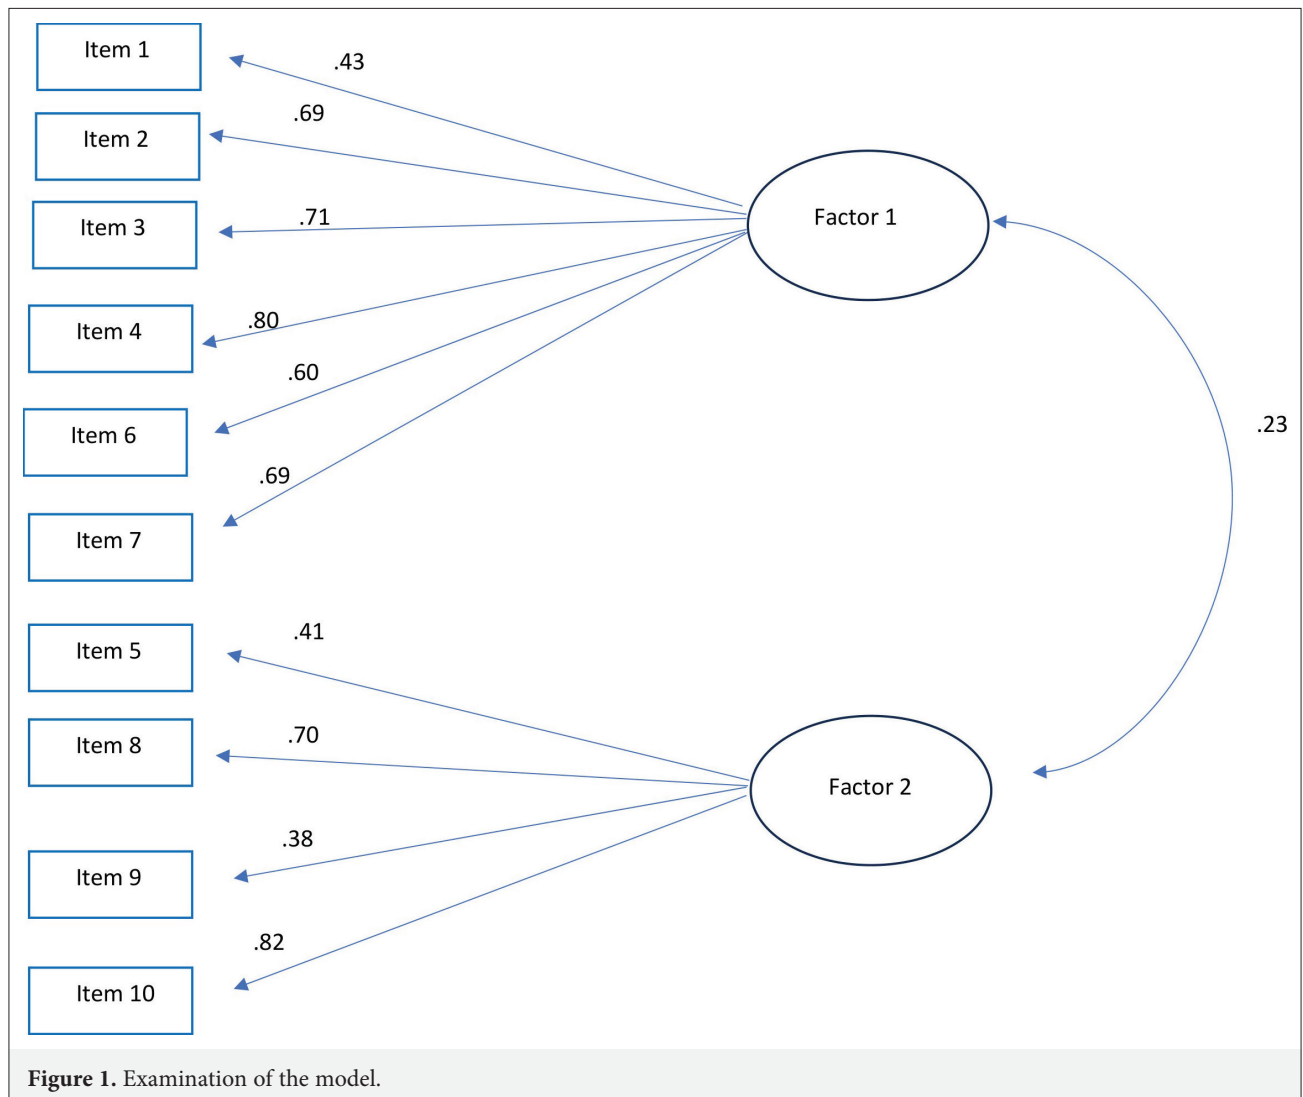 Item 1
.43
Item 2
.69
Item 3
.71
Factor 1
Item 4
.80
Item 6
.60
.23
Item 7
.69
Item 5
.41
Item 8
.70
Factor 2
Item 9
.38
Item 10
.82
Figure 1. Examination of the model.